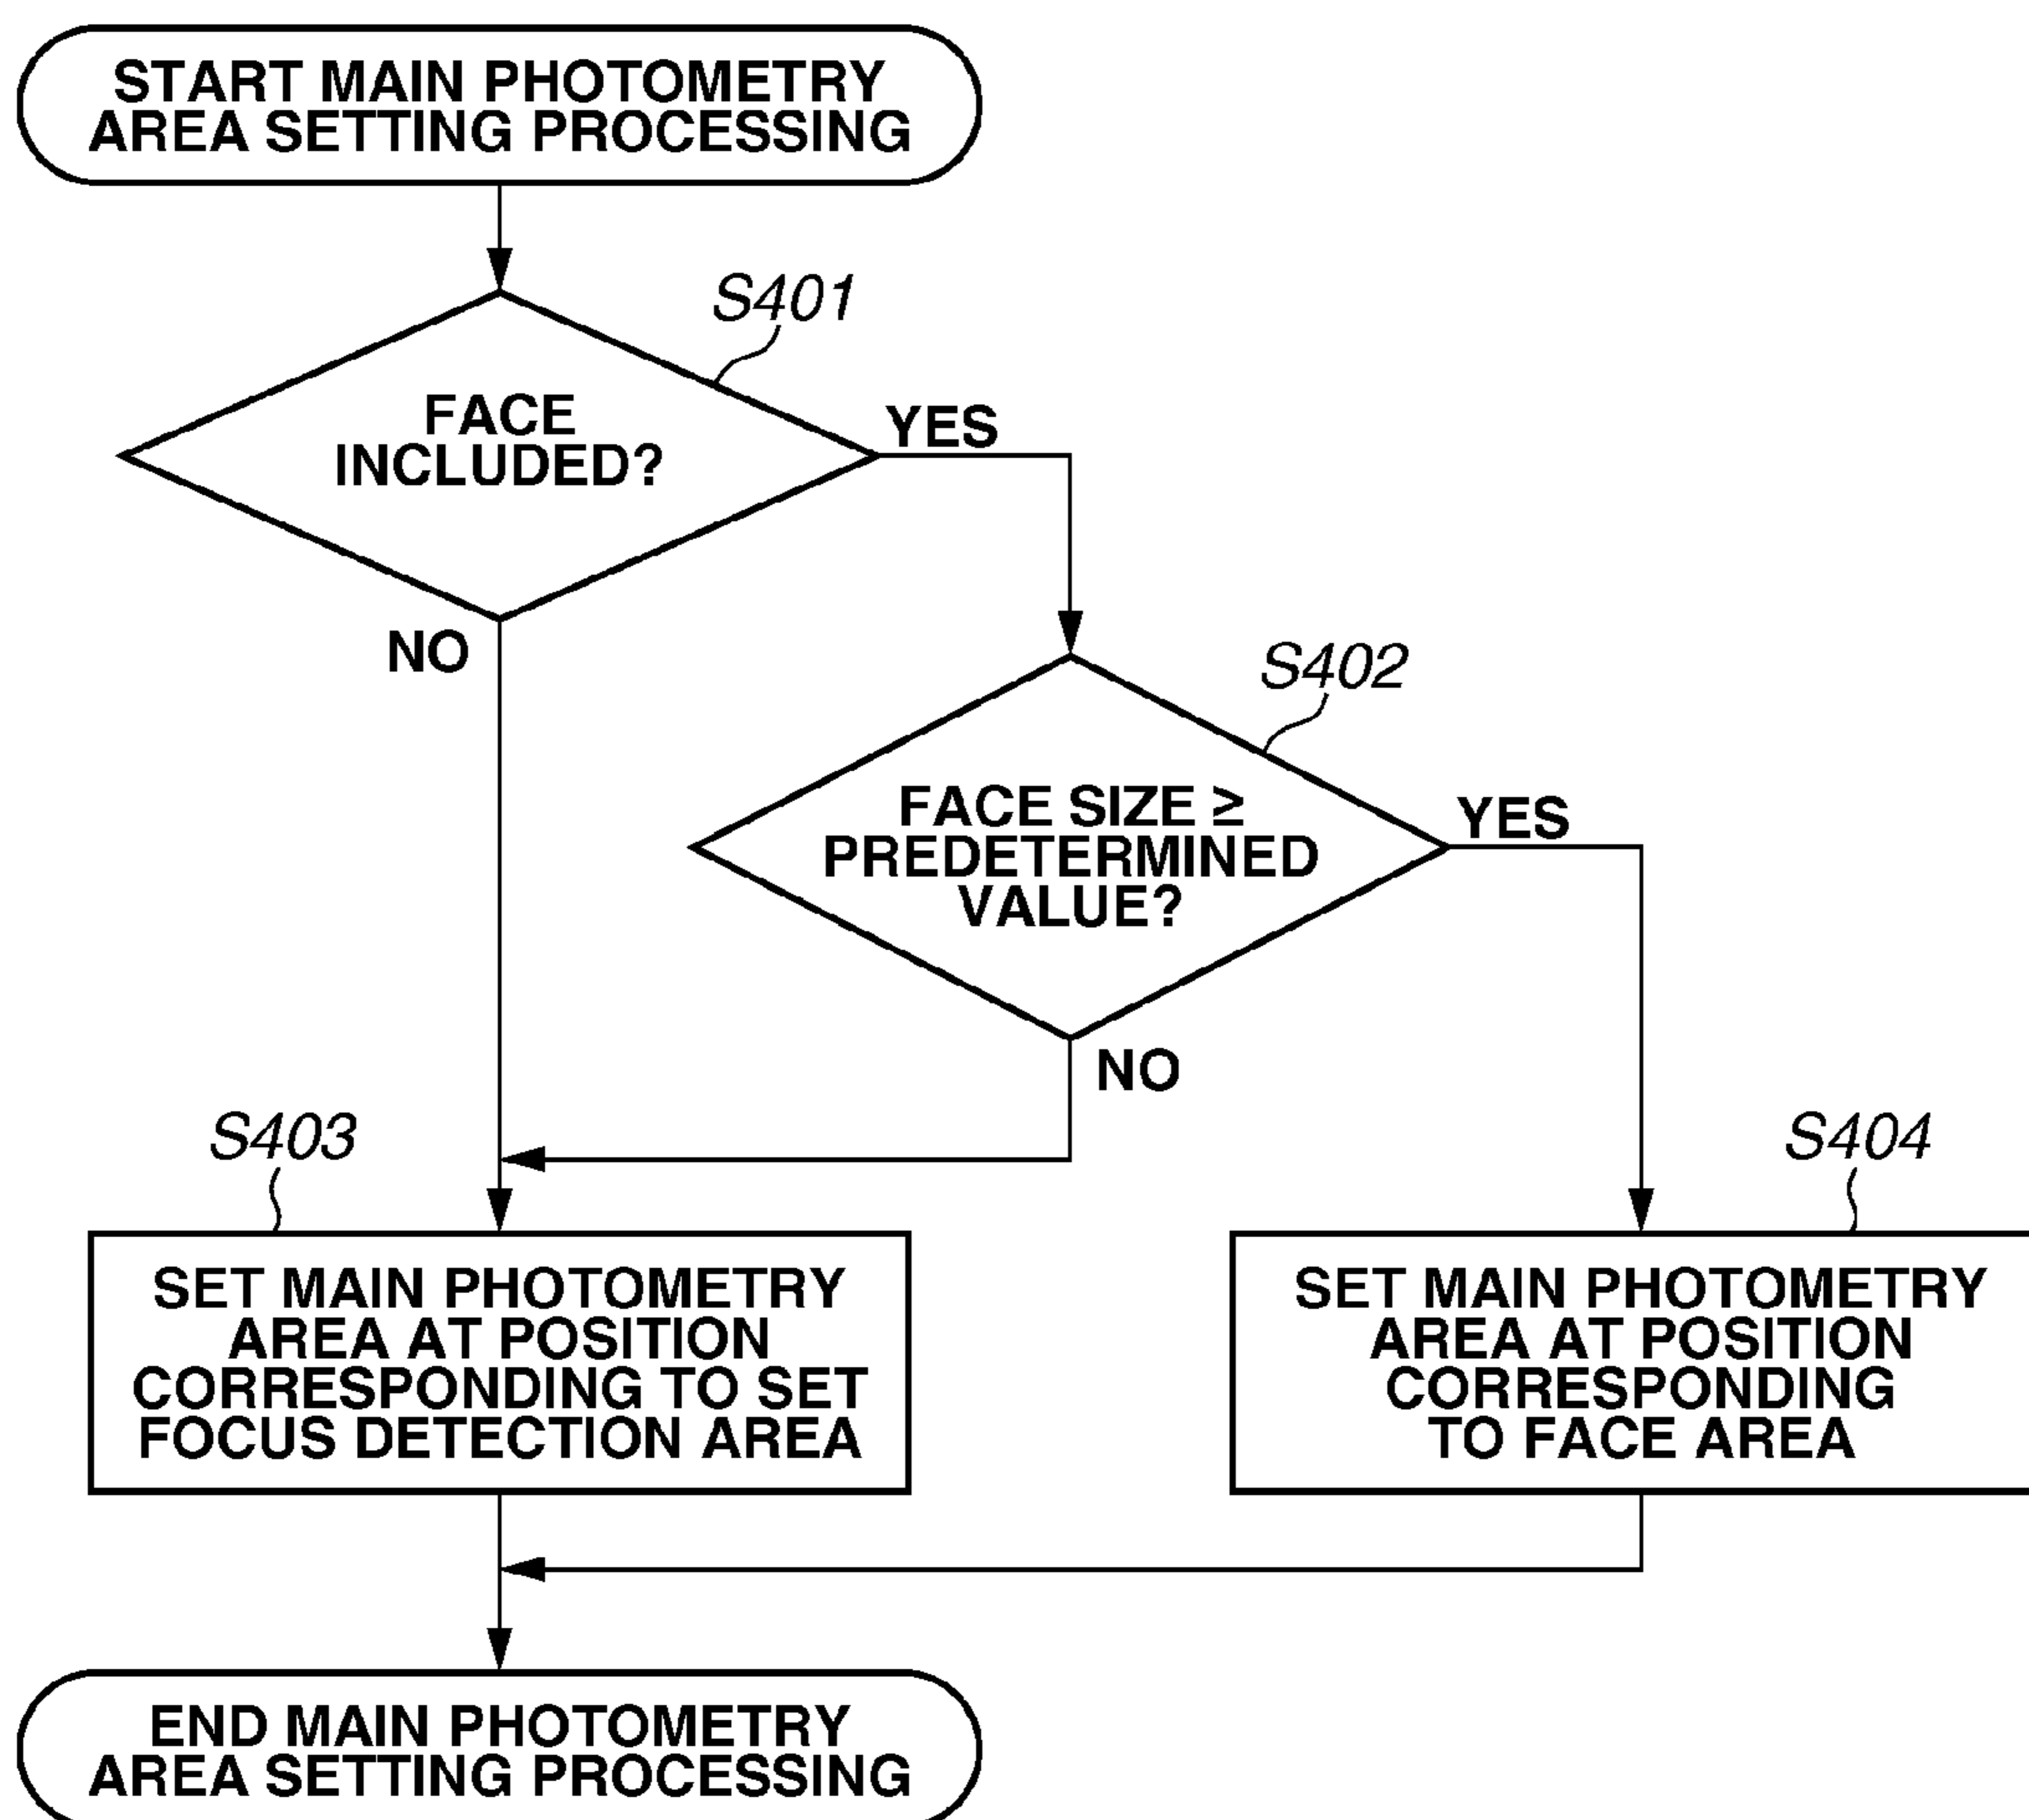 START MAIN PHOTOMETRY
AREA SETTING PROCESSING
S401
FACE
INCLUDED?
YES
NO
S402
FACE SIZE ≥
PREDETERMINED
VALUE?
YES
NO
S403
SET MAIN PHOTOMETRY
AREA AT POSITION
CORRESPONDING TO SET
FOCUS DETECTION AREA
S404
SET MAIN PHOTOMETRY
AREA AT POSITION
CORRESPONDING
TO FACE AREA
END MAIN PHOTOMETRY
AREA SETTING PROCESSING